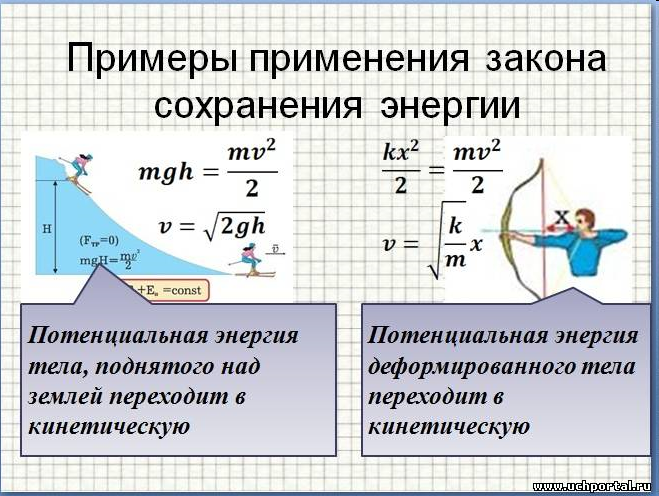 Примеры применения закона
сохранения энергии
mgh = mv²/2
v = √2gh
H
(Fтр=0)
mgH= mv²/2
v⃗
+Eₙ =const
kx²/2 = mv²/2
v = √(k/m) x
X
Потенциальная энергия
тела, поднятого над
землей переходит в
кинетическую
Потенциальная энергия
деформированного тела
переходит в
кинетическую
www.uchportal.ru